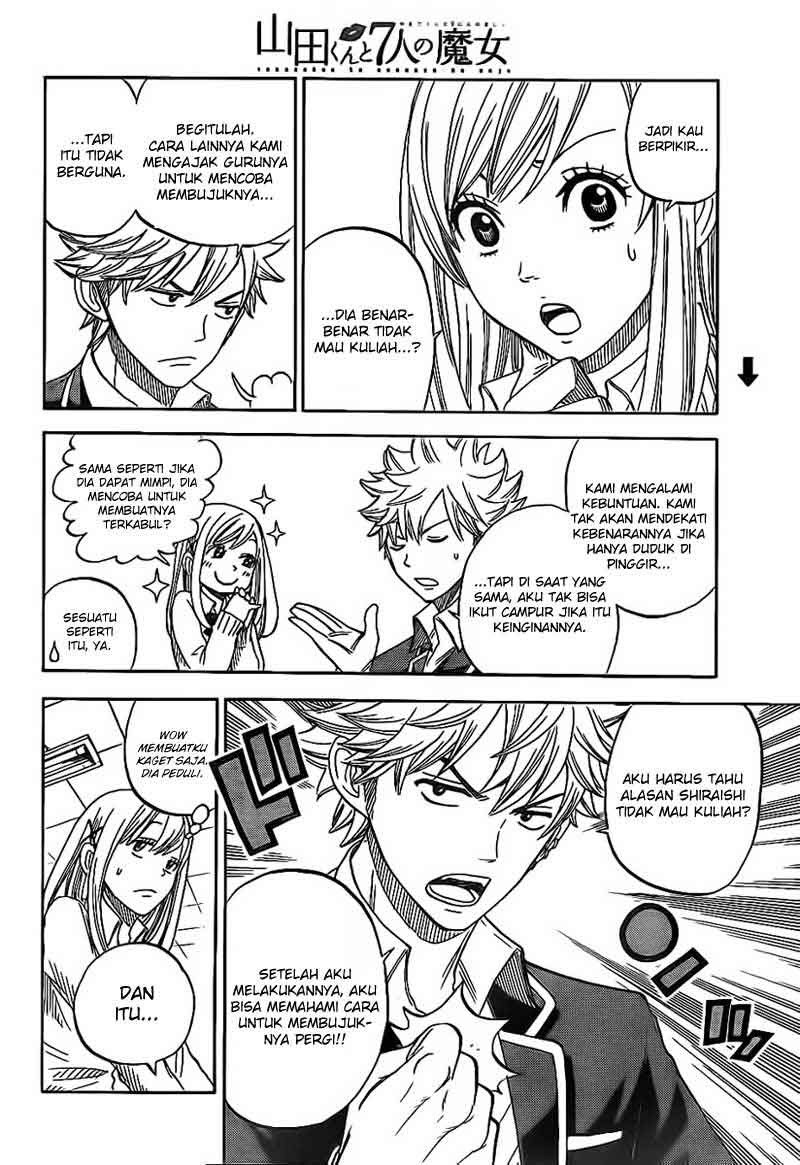 山田くんと7人の魔女
JADI KAU
BERPIKIR...
...DIA BENAR-
BENAR TIDAK
MAU KULIAH...?
BEGITULAH.
CARA LAINNYA KAMI
MENGAJAK GURUNYA
UNTUK MENCOBA
MEMBUJUKNYA...
...TAPI
ITU TIDAK
BERGUNA.
KAMI MENGALAMI
KEBUNTUAN. KAMI
TAK AKAN MENDEKATI
KEBENARANNYA JIKA
HANYA DUDUK DI
PINGGIR...
...TAPI DI SAAT YANG
SAMA, AKU TAK BISA
IKUT CAMPUR JIKA ITU
KEINGINANNYA.
SAMA SEPERTI JIKA
DIA DAPAT MIMPI, DIA
MENCOBA UNTUK
MEMBUATNYA
TERKABUL?
SESUATU
SEPERTI
ITU, YA.
AKU HARUS TAHU
ALASAN SHIRAISHI
TIDAK MAU KULIAH?
ド
ド
SETELAH AKU
MELAKUKANNYA, AKU
BISA MEMAHAMI CARA
UNTUK MEMBUJUK-
NYA PERGI!!
WOW
MEMBUATKU
KAGET SAJA.
DIA PEDULI.
DAN
ITU...